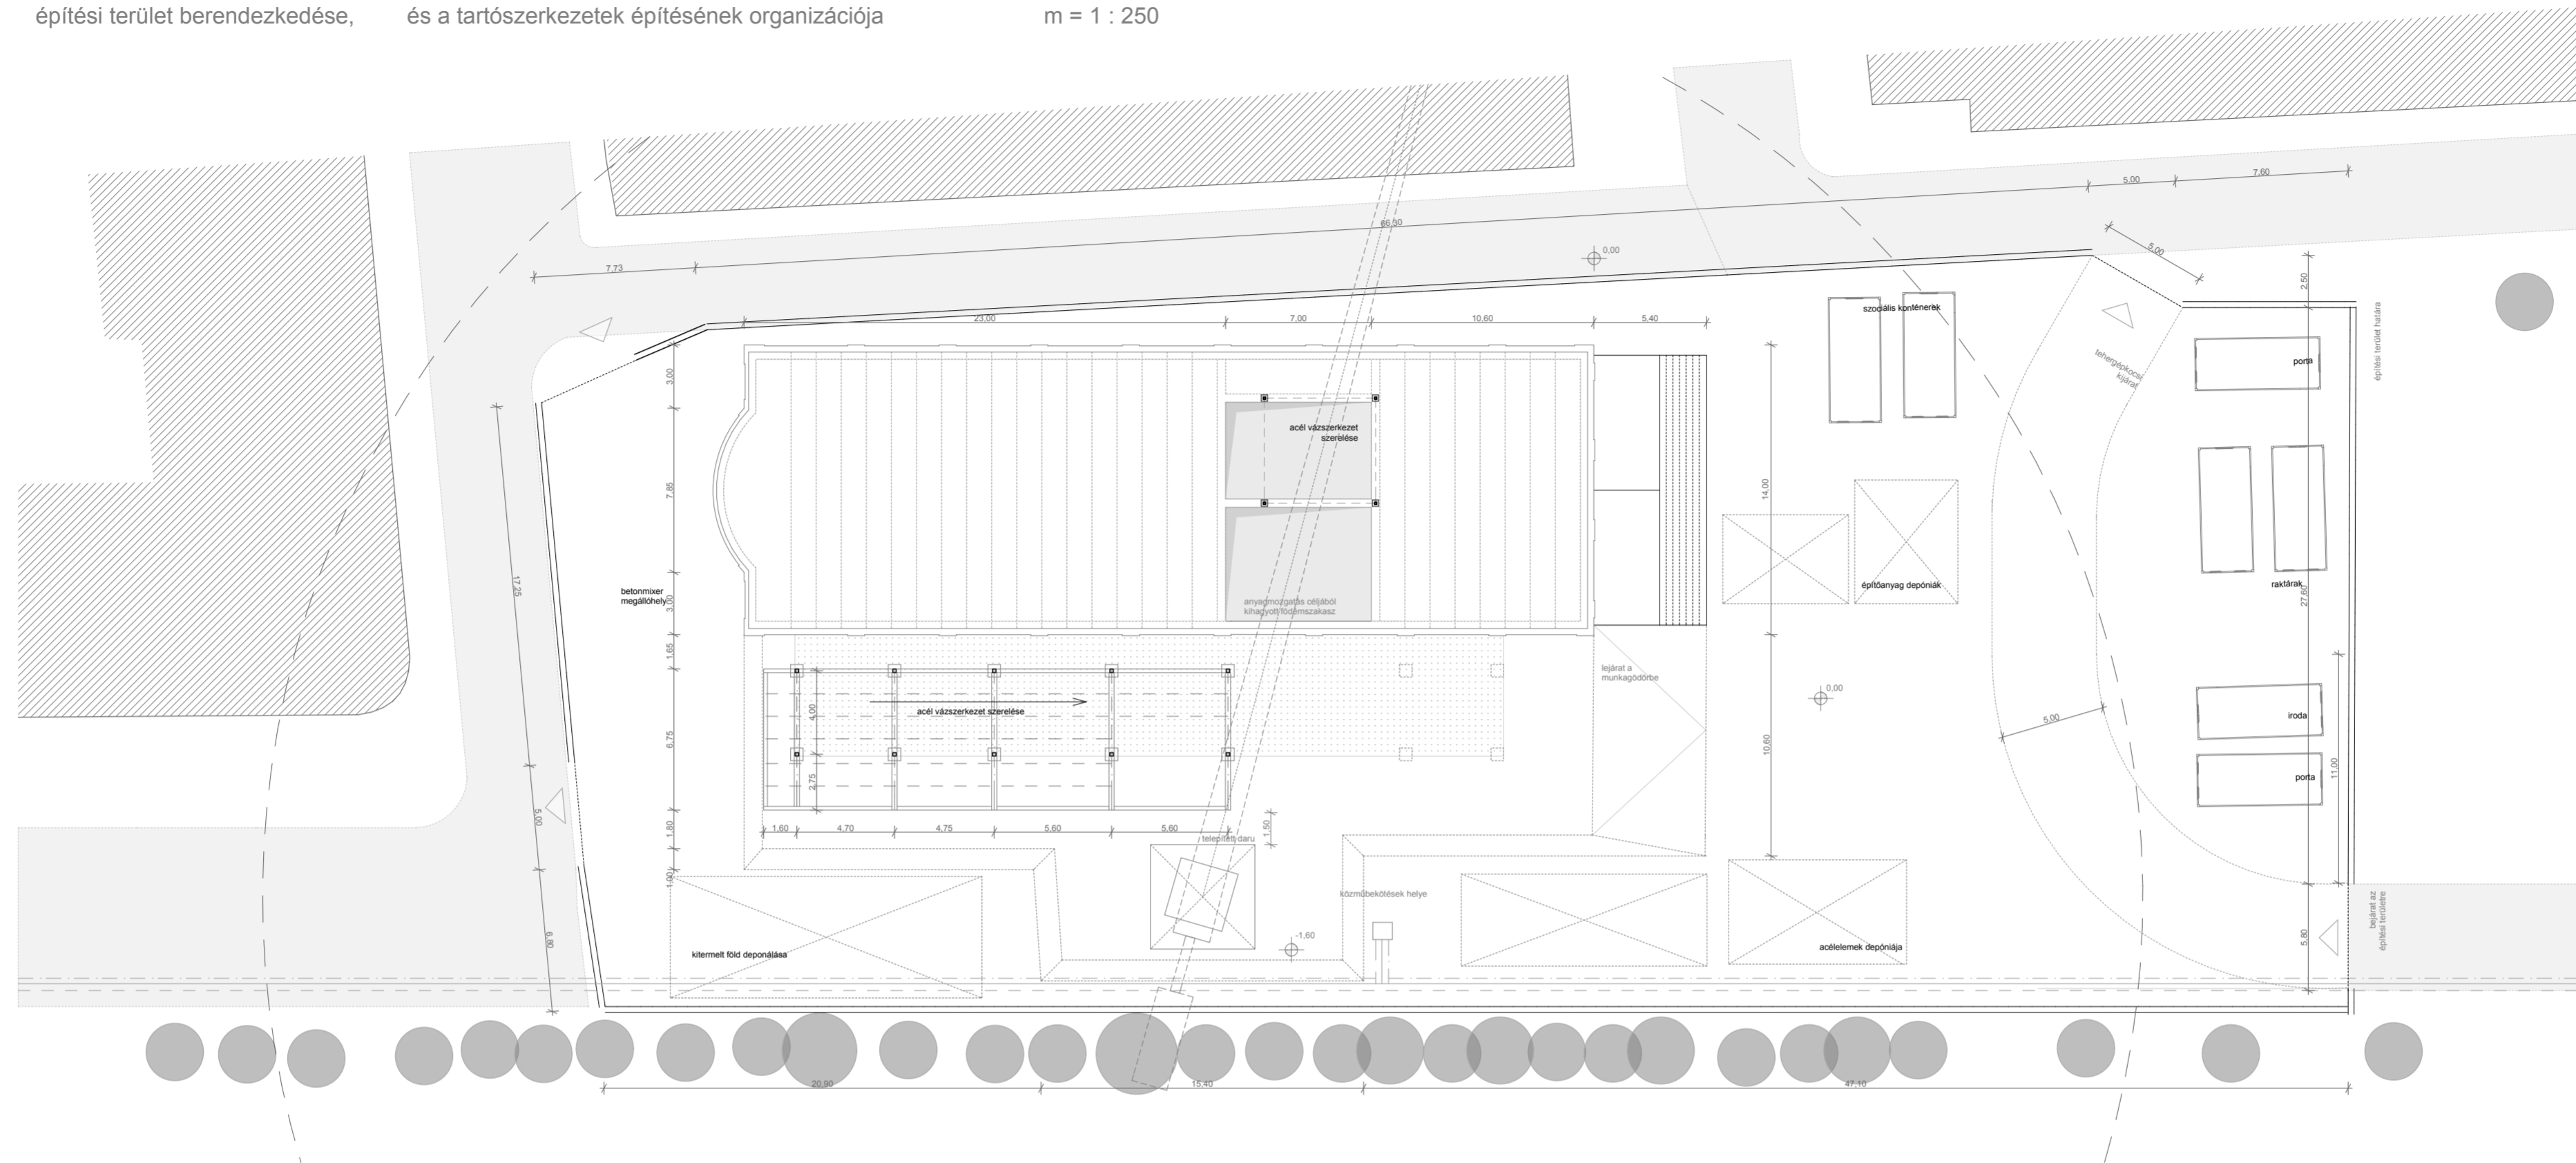 építési terület berendezkedése, és a tartószerkezetek építésének organizációja m = 1 : 250
5,00
7,60
66,30
0,00
7,73
5,00
2,50
szociális konténerek
23,00
7,00
10,60
5,40
építési terület határa
porta
tehergépkocsi
kijárat
3,00
acél vázszerkezet
szerelése
7,85
14,00
17,25
betonmixer
megállóhely
3,00
anyagmozgatás céljából
kihagyott födémszakasz
építőanyag depóniák
raktárak
27,60
1,65
lejárat a
munkagödörbe
0,00
4,00
acél vázszerkezet szerelése
5,00
iroda
6,75
10,60
2,75
11,00
porta
5,00
1,80
1,60
4,70
4,75
5,60
5,60
1,50
telepített daru
1,00
közműbekötések helye
bejárat az
építési területre
6,80
-1,60
5,80
kitermelt föld deponálása
acélelemek depóniája
20,90
15,40
47,10